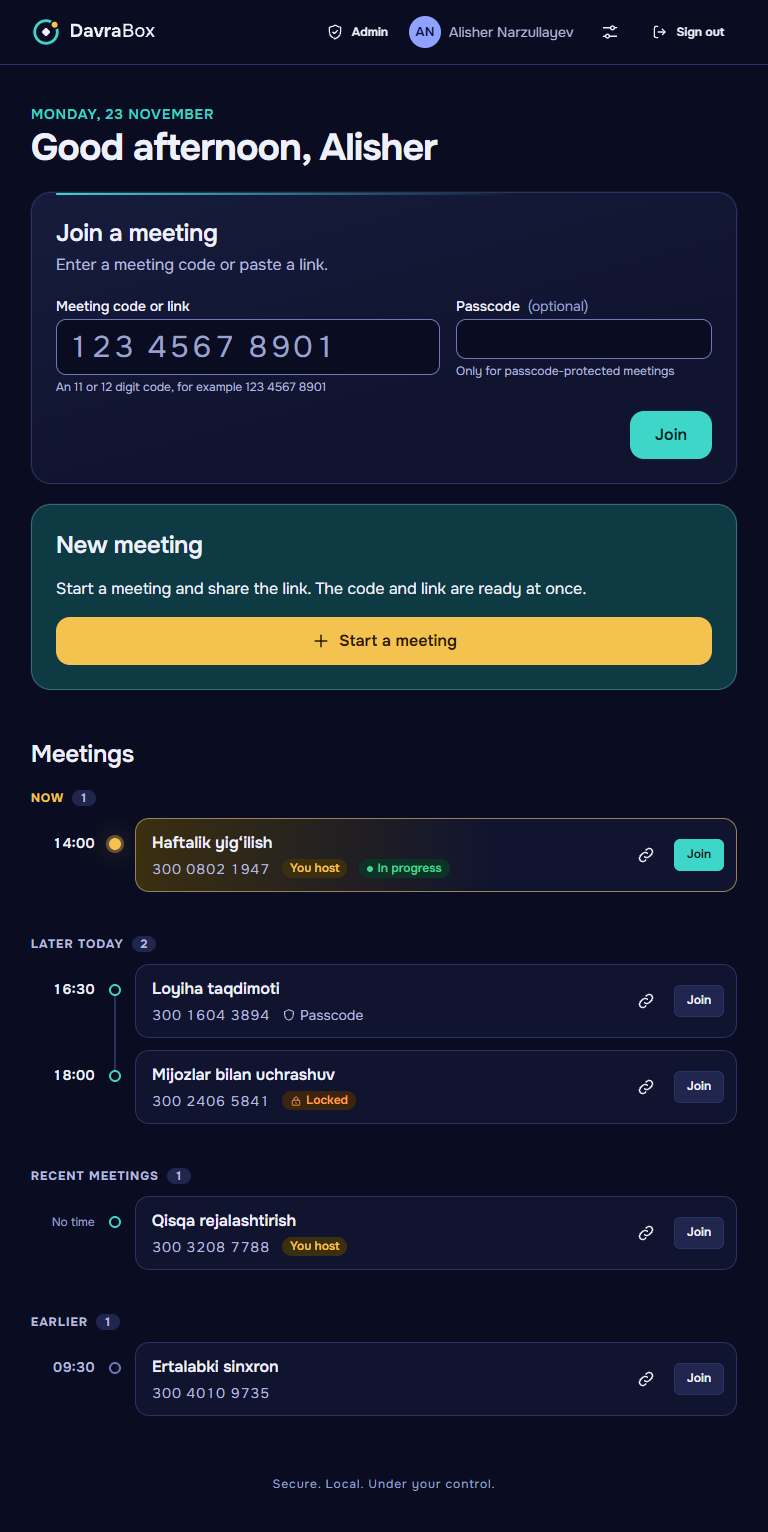 DavraBox
Admin
AN
Alisher Narzullayev
Sign out
MONDAY, 23 NOVEMBER
Good afternoon, Alisher
Join a meeting
Enter a meeting code or paste a link.
Meeting code or link
Passcode (optional)
123 4567 8901
An 11 or 12 digit code, for example 123 4567 8901
Only for passcode-protected meetings
Join
New meeting
Start a meeting and share the link. The code and link are ready at once.
Start a meeting
Meetings
NOW 1
14:00
Haftalik yig‘ilish
300 0802 1947 You host In progress
Join
LATER TODAY 2
16:30
Loyiha taqdimoti
300 1604 3894 Passcode
Join
18:00
Mijozlar bilan uchrashuv
300 2406 5841 Locked
Join
RECENT MEETINGS 1
No time
Qisqa rejalashtirish
300 3208 7788 You host
Join
EARLIER 1
09:30
Ertalabki sinxron
300 4010 9735
Join
Secure. Local. Under your control.